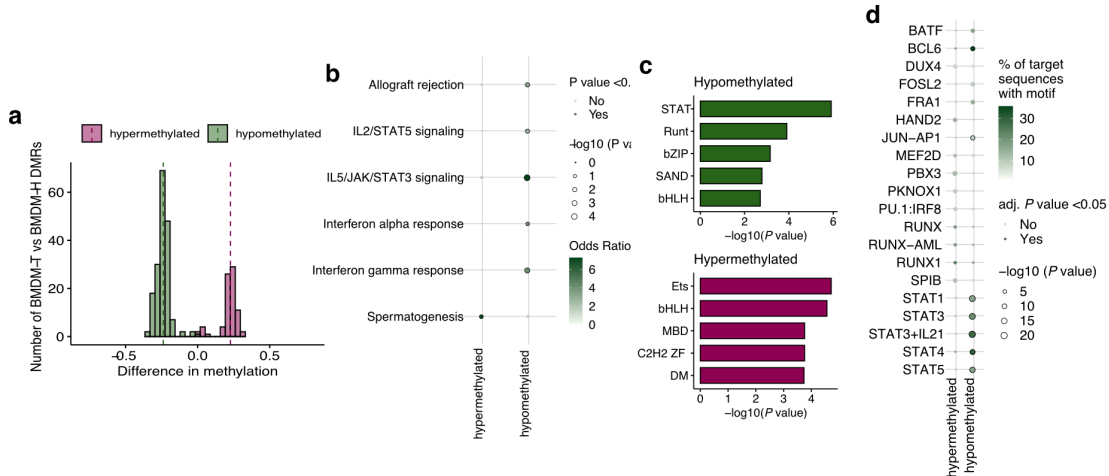 a
hypermethylated
hypomethylated
Number of BMDM-T vs BMDM-H DMRs
60
40
20
0
-0.5
0.0
0.5
Difference in methylation
b
Allograft rejection
IL2/STAT5 signaling
IL5/JAK/STAT3 signaling
Interferon alpha response
Interferon gamma response
Spermatogenesis
hypermethylated
hypomethylated
P value <0.
No
Yes
-log10 (P va
0
1
2
3
4
Odds Ratio
6
5
4
3
2
1
0
c
Hypomethylated
STAT
Runt
bZIP
SAND
bHLH
0
2
4
6
−log10(P value)
Hypermethylated
Ets
bHLH
MBD
C2H2 ZF
DM
0
1
2
3
4
−log10(P value)
d
BATF
BCL6
DUX4
FOSL2
FRA1
HAND2
JUN−AP1
MEF2D
PBX3
PKNOX1
PU.1:IRF8
RUNX
RUNX−AML
RUNX1
SPIB
STAT1
STAT3
STAT3+IL21
STAT4
STAT5
hypermethylated
hypomethylated
% of target
sequences
with motif
30
20
10
adj. P value <0.05
No
Yes
−log10 (P value)
5
10
15
20